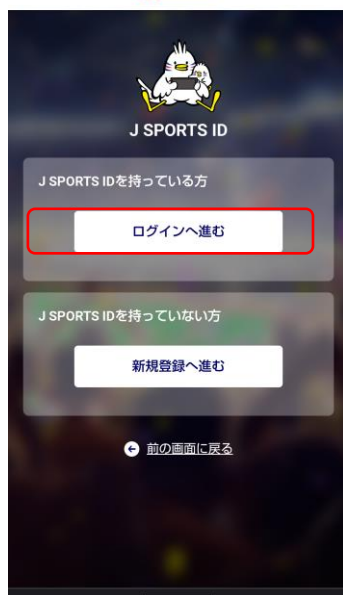 J SPORTS ID
J SPORTS IDを持っている方
ログインへ進む
J SPORTS IDを持っていない方
新規登録へ進む
前の画面に戻る